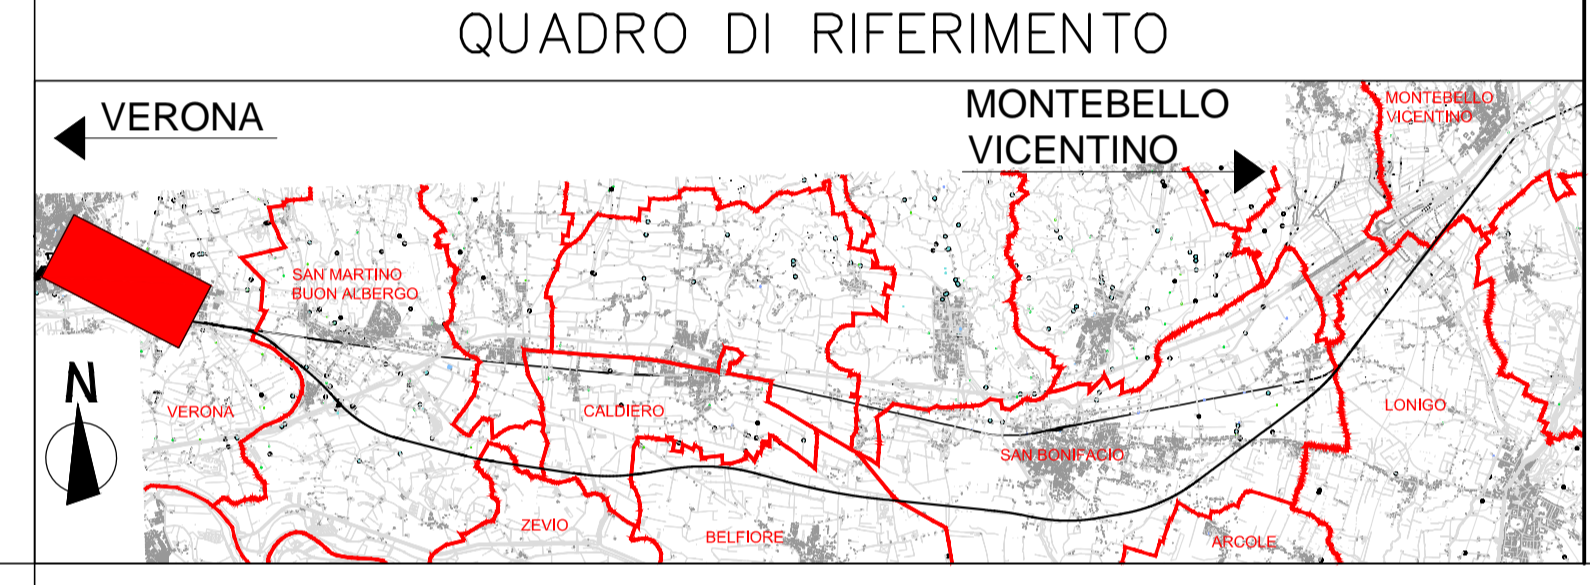 QUADRO DI RIFERIMENTO
VERONA
MONTEBELLO
VICENTINO
MONTEBELLO
VICENTINO
SAN MARTINO
BUON ALBERGO
N
VERONA
CALDIERO
LONIGO
SAN BONIFACIO
ZEVIO
BELFIORE
ARCOLE